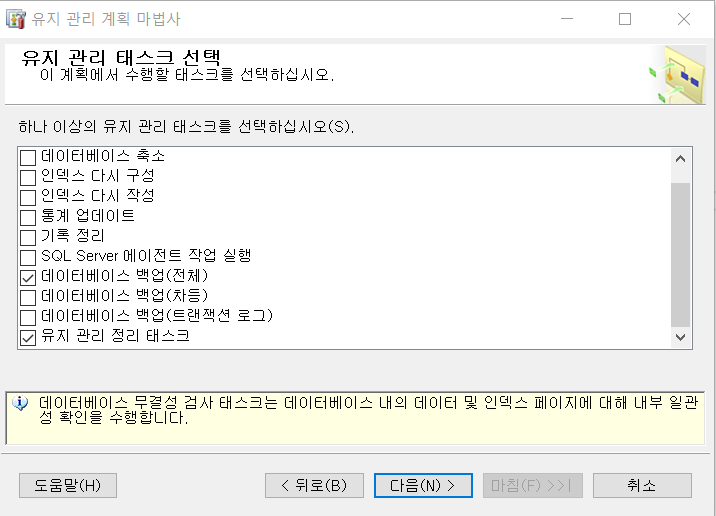 유지 관리 계획 마법사
유지 관리 태스크 선택
이 계획에서 수행할 태스크를 선택하십시오.
하나 이상의 유지 관리 태스크를 선택하십시오(S).
데이터베이스 축소
인덱스 다시 구성
인덱스 다시 작성
통계 업데이트
기록 정리
SQL Server 에이전트 작업 실행
데이터베이스 백업(전체)
데이터베이스 백업(차등)
데이터베이스 백업(트랜잭션 로그)
유지 관리 정리 태스크
데이터베이스 무결성 검사 태스크는 데이터베이스 내의 데이터 및 인덱스 페이지에 대해 내부 일관
성 확인을 수행합니다.
도움말(H)
< 뒤로(B)
다음(N) >
마침(F) >>|
취소